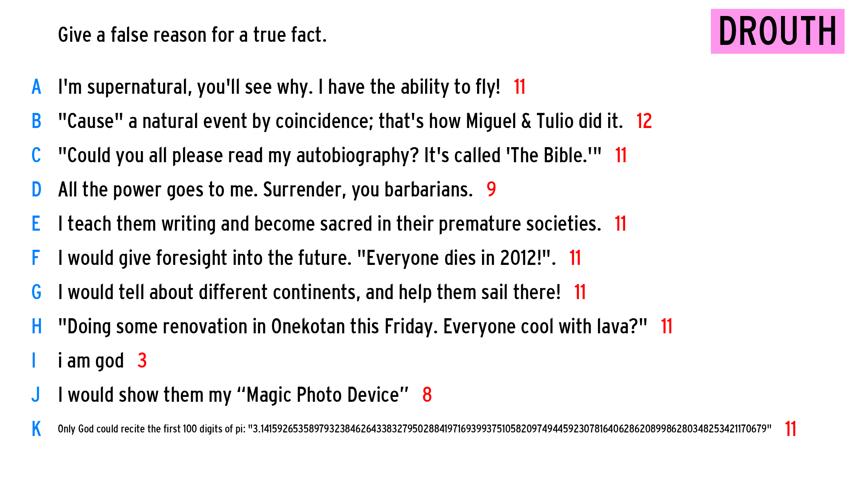 Give a false reason for a true fact.
DROUTH
A I'm supernatural, you'll see why. I have the ability to fly! 11
B "Cause" a natural event by coincidence; that's how Miguel & Tulio did it. 12
C "Could you all please read my autobiography? It's called 'The Bible.'" 11
D All the power goes to me. Surrender, you barbarians. 9
E I teach them writing and become sacred in their premature societies. 11
F I would give foresight into the future. "Everyone dies in 2012!". 11
G I would tell about different continents, and help them sail there! 11
H "Doing some renovation in Onekotan this Friday. Everyone cool with lava?" 11
I i am god 3
J I would show them my “Magic Photo Device” 8
K Only God could recite the first 100 digits of pi: "3.1415926535897932384626433832795028841971693993751058209749445923078164062862089986280348253421170679" 11